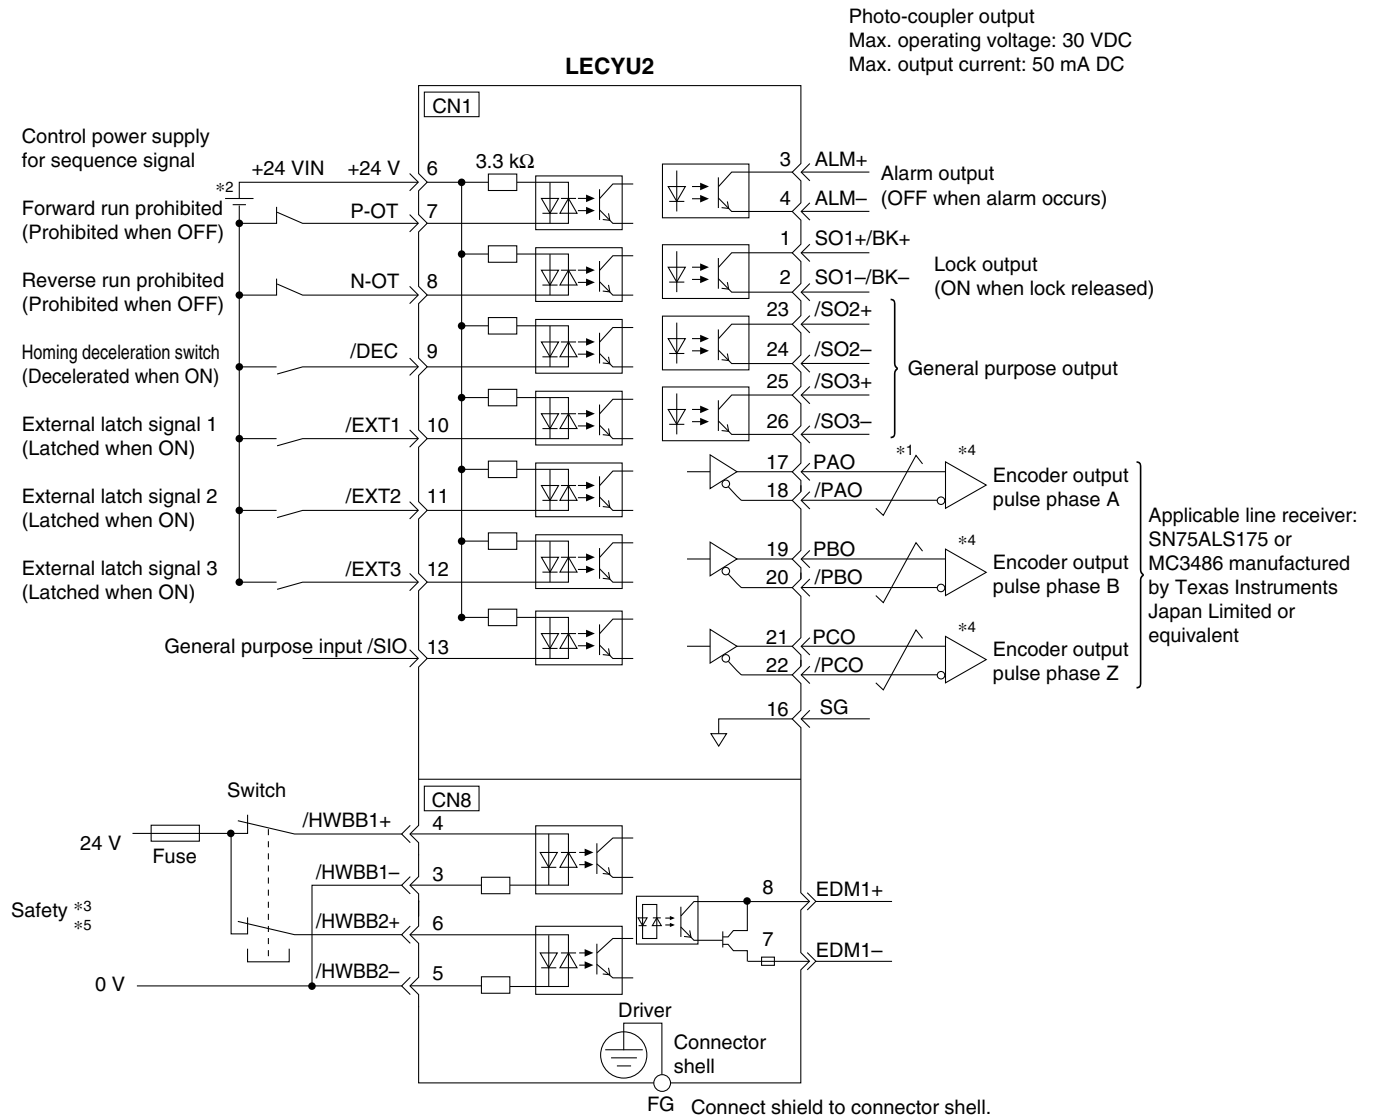 Photo-coupler output
Max. operating voltage: 30 VDC
Max. output current: 50 mA DC
LECYU2
CN1
Control power supply
for sequence signal
+24 VIN
+24 V
6
3.3 kΩ
*2
Forward run prohibited
(Prohibited when OFF)
P-OT
7
Reverse run prohibited
(Prohibited when OFF)
N-OT
8
Homing deceleration switch
(Decelerated when ON)
/DEC
9
External latch signal 1
(Latched when ON)
/EXT1
10
External latch signal 2
(Latched when ON)
/EXT2
11
External latch signal 3
(Latched when ON)
/EXT3
12
General purpose input /SIO
13
3
ALM+
4
ALM–
Alarm output
(OFF when alarm occurs)
1
SO1+/BK+
2
SO1–/BK–
Lock output
(ON when lock released)
23
/SO2+
24
/SO2–
25
/SO3+
26
/SO3–
General purpose output
17
PAO
18
/PAO
*1
*4
Encoder output
pulse phase A
19
PBO
20
/PBO
*4
Encoder output
pulse phase B
21
PCO
22
/PCO
*4
Encoder output
pulse phase Z
Applicable line receiver:
SN75ALS175 or
MC3486 manufactured
by Texas Instruments
Japan Limited or
equivalent
16
SG
CN8
Switch
24 V
Fuse
/HWBB1+
4
/HWBB1–
3
Safety *3
*5
/HWBB2+
6
/HWBB2–
5
0 V
8
EDM1+
7
EDM1–
Driver
Connector
shell
FG
Connect shield to connector shell.